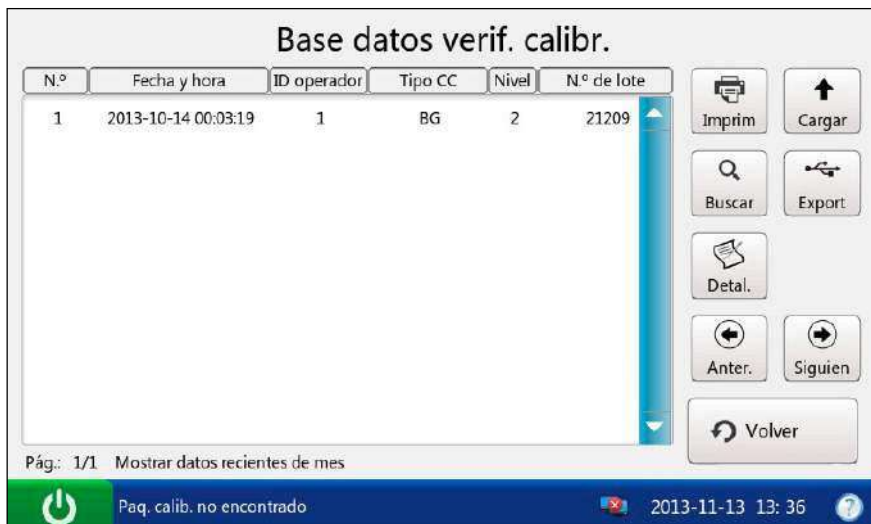 Base datos verif. calibr.
N.º Fecha y hora ID operador Tipo CC Nivel N.º de lote
1 2013-10-14 00:03:19 1 BG 2 21209
Imprim Cargar
Buscar Export
Detal.
Anter. Siguien
Volver
Pág.: 1/1 Mostrar datos recientes de mes
Paq. calib. no encontrado 2013-11-13 13: 36 ?